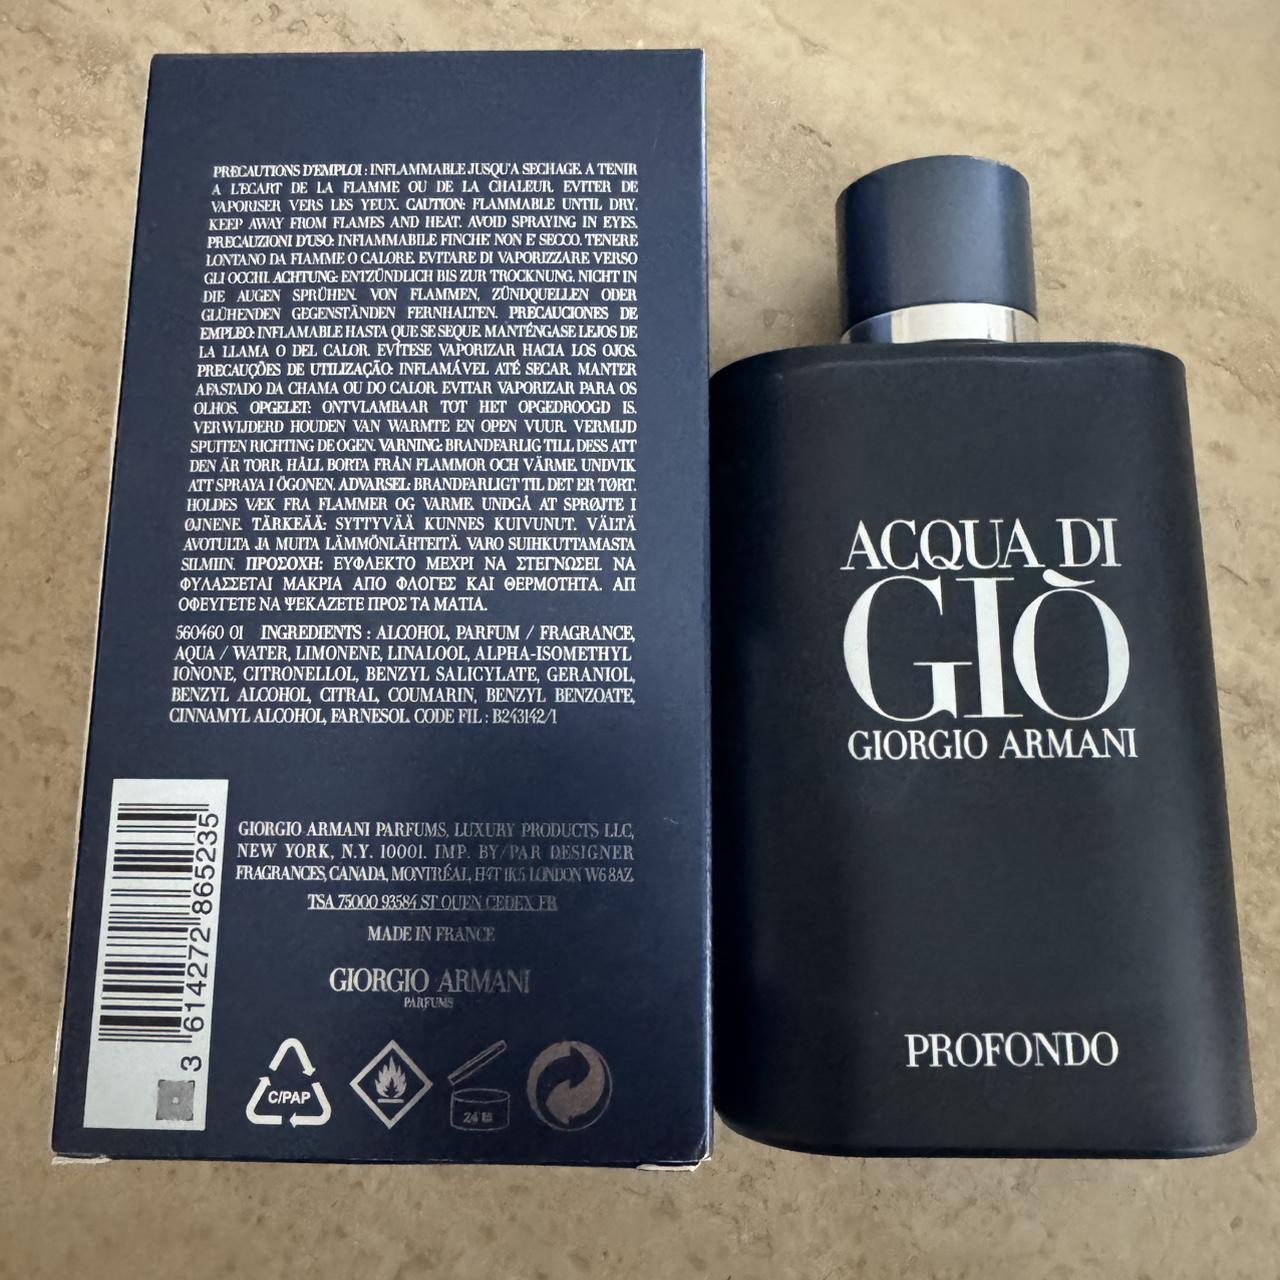 PRECAUTIONS D'EMPLOI : INFLAMMABLE JUSQU'A SECHAGE. A TENIR
A L'ECART DE LA FLAMME OU DE LA CHALEUR. EVITER DE
VAPORISER VERS LES YEUX. CAUTION: FLAMMABLE UNTIL DRY.
KEEP AWAY FROM FLAMES AND HEAT. AVOID SPRAYING IN EYES.
PRECAUZIONI D'USO: INFIAMMABILE FINCHE' NON E' SECCO. TENERE
LONTANO DA FIAMME O CALORE. EVITARE DI VAPORIZZARE VERSO
GLI OCCHI. ACHTUNG: ENTZÜNDLICH BIS ZUR TROCKNUNG. NICHT IN
DIE AUGEN SPRÜHEN. VON FLAMMEN, ZÜNDQUELLEN ODER
GLÜHENDEN GEGENSTÄNDEN FERNHALTEN. PRECAUCIONES DE
EMPLEO: INFLAMABLE HASTA QUE SE SEQUE. MANTÉNGASE LEJOS DE
LA LLAMA O DEL CALOR. EVÍTESE VAPORIZAR HACIA LOS OJOS.
PRECAUÇÕES DE UTILIZAÇÃO: INFLAMÁVEL ATÉ SECAR. MANTER
AFASTADO DA CHAMA OU DO CALOR. EVITAR VAPORIZAR PARA OS
OLHOS. OPGELET: ONTVLAMBAAR TOT HET OPGEDROOGD IS.
VERWIJDERD HOUDEN VAN WARMTE EN OPEN VUUR. VERMIJD
SPUITEN RICHTING DE OGEN. VARNING: BRANDFARLIG TILL DESS ATT
DEN ÄR TORR. HÅLL BORTA FRÅN FLAMMOR OCH VÄRME. UNDVIK
ATT SPRAYA I ÖGONEN. ADVARSEL: BRANDFARLIGT TIL DET ER TØRT.
HOLDES VÆK FRA FLAMMER OG VARME. UNDGÅ AT SPRØJTE I
ØJNENE. TÄRKEÄÄ: SYTTYVÄÄ KUNNES KUIVUNUT. VÄLTÄ
AVOTULTA JA MUITA LÄMMÖNLÄHTEITÄ. VARO SUIHKUTTAMASTA
SILMIIN. ΠΡΟΣΟΧΗ: ΕΥΦΛΕΚΤΟ ΜΕΧΡΙ ΝΑ ΣΤΕΓΝΩΣΕΙ. ΝΑ
ΦΥΛΑΣΣΕΤΑΙ ΜΑΚΡΙΑ ΑΠΟ ΦΛΟΓΕΣ ΚΑΙ ΘΕΡΜΟΤΗΤΑ. ΑΠ
ΟΦΕΥΓΕΤΕ ΝΑ ΨΕΚΑΖΕΤΕ ΠΡΟΣ ΤΑ ΜΑΤΙΑ.
560460 01 INGREDIENTS : ALCOHOL, PARFUM / FRAGRANCE,
AQUA / WATER, LIMONENE, LINALOOL, ALPHA-ISOMETHYL
IONONE, CITRONELLOL, BENZYL SALICYLATE, GERANIOL,
BENZYL ALCOHOL, CITRAL, COUMARIN, BENZYL BENZOATE,
CINNAMYL ALCOHOL, FARNESOL. CODE FIL : B243142/1
GIORGIO ARMANI PARFUMS, LUXURY PRODUCTS LLC,
NEW YORK, N.Y. 10001. IMP. BY/PAR DESIGNER
FRAGRANCES, CANADA, MONTRÉAL, H4T 1K5 LONDON W6 8AZ
TSA 75000 93584 ST OUEN CEDEX FR
MADE IN FRANCE
GIORGIO ARMANI
PARFUMS
3 614272 865235
C/PAP
24 M
ACQUA DI
GIÒ
GIORGIO ARMANI
PROFONDO